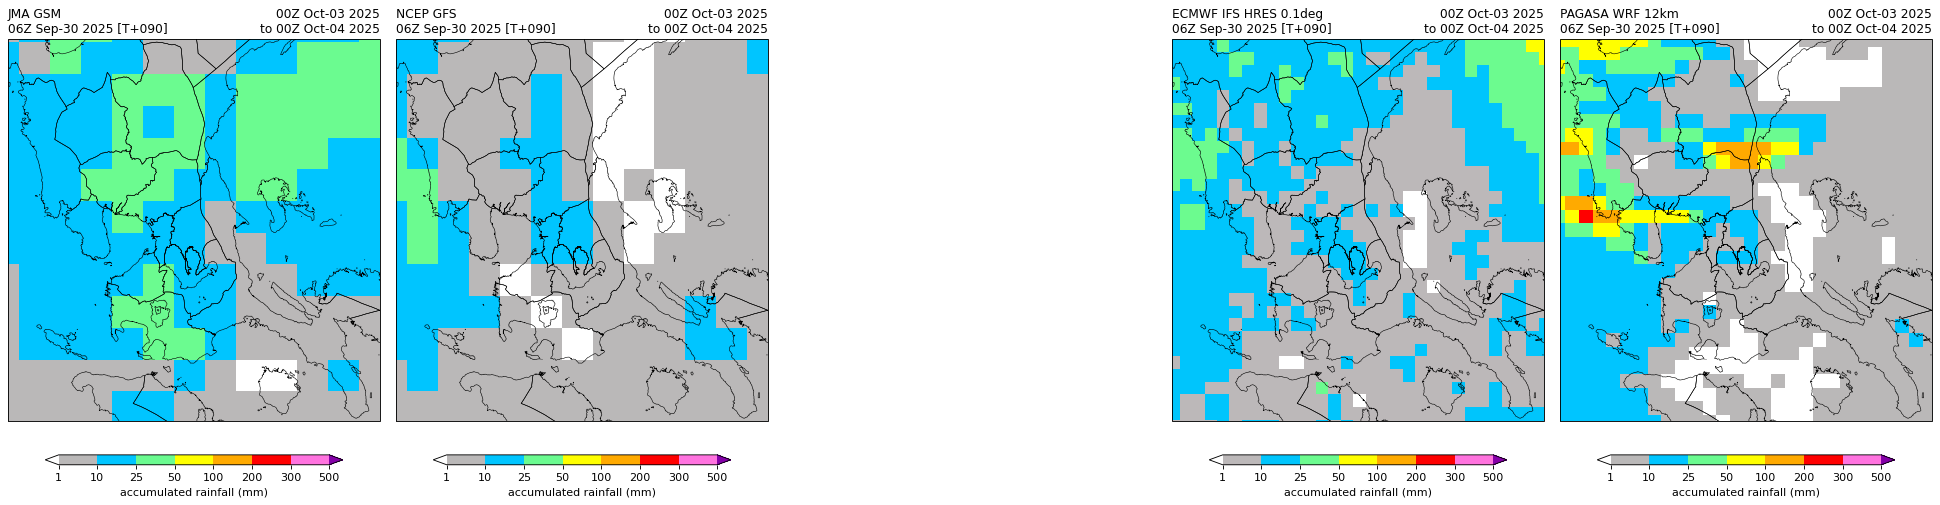 JMA GSM 00Z Oct-03 2025
06Z Sep-30 2025 [T+090] to 00Z Oct-04 2025
NCEP GFS 00Z Oct-03 2025
06Z Sep-30 2025 [T+090] to 00Z Oct-04 2025
ECMWF IFS HRES 0.1deg 00Z Oct-03 2025
06Z Sep-30 2025 [T+090] to 00Z Oct-04 2025
PAGASA WRF 12km 00Z Oct-03 2025
06Z Sep-30 2025 [T+090] to 00Z Oct-04 2025
1 10 25 50 100 200 300 500
accumulated rainfall (mm)
1 10 25 50 100 200 300 500
accumulated rainfall (mm)
1 10 25 50 100 200 300 500
accumulated rainfall (mm)
1 10 25 50 100 200 300 500
accumulated rainfall (mm)